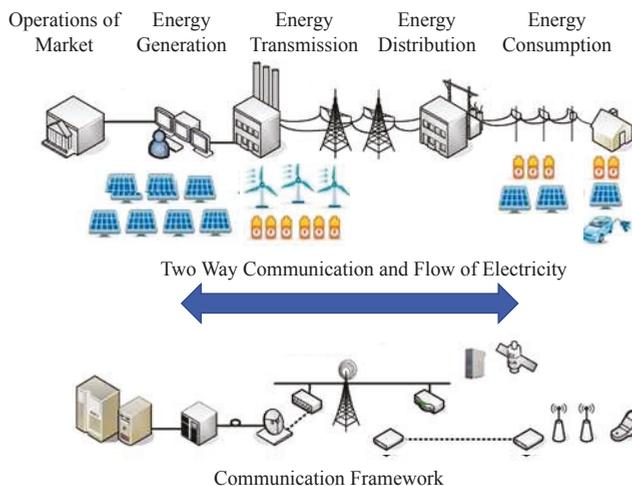 Operations of Market
Energy Generation
Energy Transmission
Energy Distribution
Energy Consumption
Two Way Communication and Flow of Electricity
Communication Framework